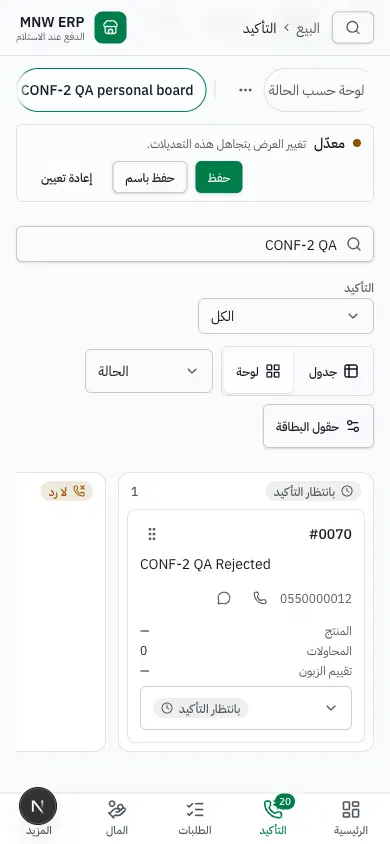 MNW ERP
الدفع عند الاستلام
البيع › التأكيد
لوحة حسب الحالة
CONF-2 QA personal board
معدّل تغيير العرض يتجاهل هذه التعديلات.
حفظ
حفظ باسم
إعادة تعيين
CONF-2 QA
التأكيد
الكل
جدول
لوحة
الحالة
حقول البطاقة
بانتظار التأكيد
1
لا رد
#0070
CONF-2 QA Rejected
0550000012
المنتج —
المحاولات 0
تقييم الزبون —
بانتظار التأكيد
الرئيسية
20
التأكيد
الطلبات
المال
N
المزيد